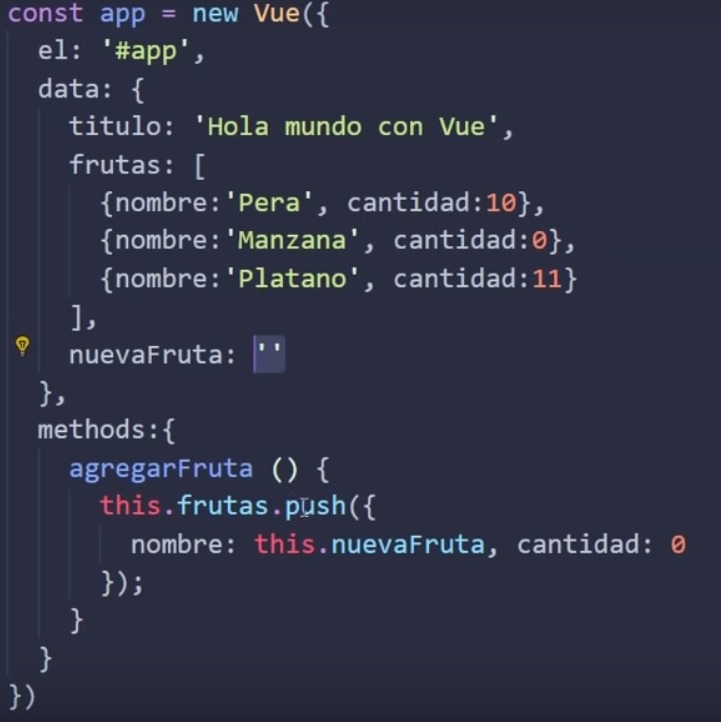 const app = new Vue({
  el: '#app',
  data: {
    titulo: 'Hola mundo con Vue',
    frutas: [
      {nombre:'Pera', cantidad:10},
      {nombre:'Manzana', cantidad:0},
      {nombre:'Platano', cantidad:11}
    ],
    nuevaFruta: ''
  },
  methods:{
    agregarFruta () {
      this.frutas.push({
        nombre: this.nuevaFruta, cantidad: 0
      });
    }
  }
})